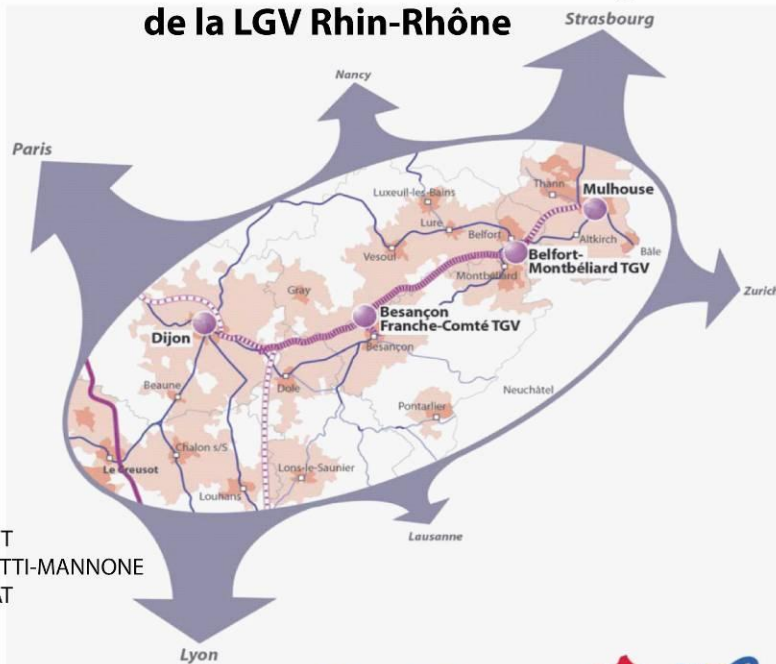 de la LGV Rhin-Rhône
Strasbourg
Nancy
Paris
Luxeuil-les-Bains
Thann
Mulhouse
Lure
Belfort
Altkirch
Bâle
Vesoul
Belfort-
Montbéliard TGV
Montbéliard
Zurich
Gray
Besançon
Franche-Comté TGV
Dijon
Besançon
Beaune
Dole
Neuchâtel
Pontarlier
Chalon s/S
Le Creusot
Lons-le-Saunier
Louhans
Lausanne
T
TTI-MANNONE
AT
Lyon